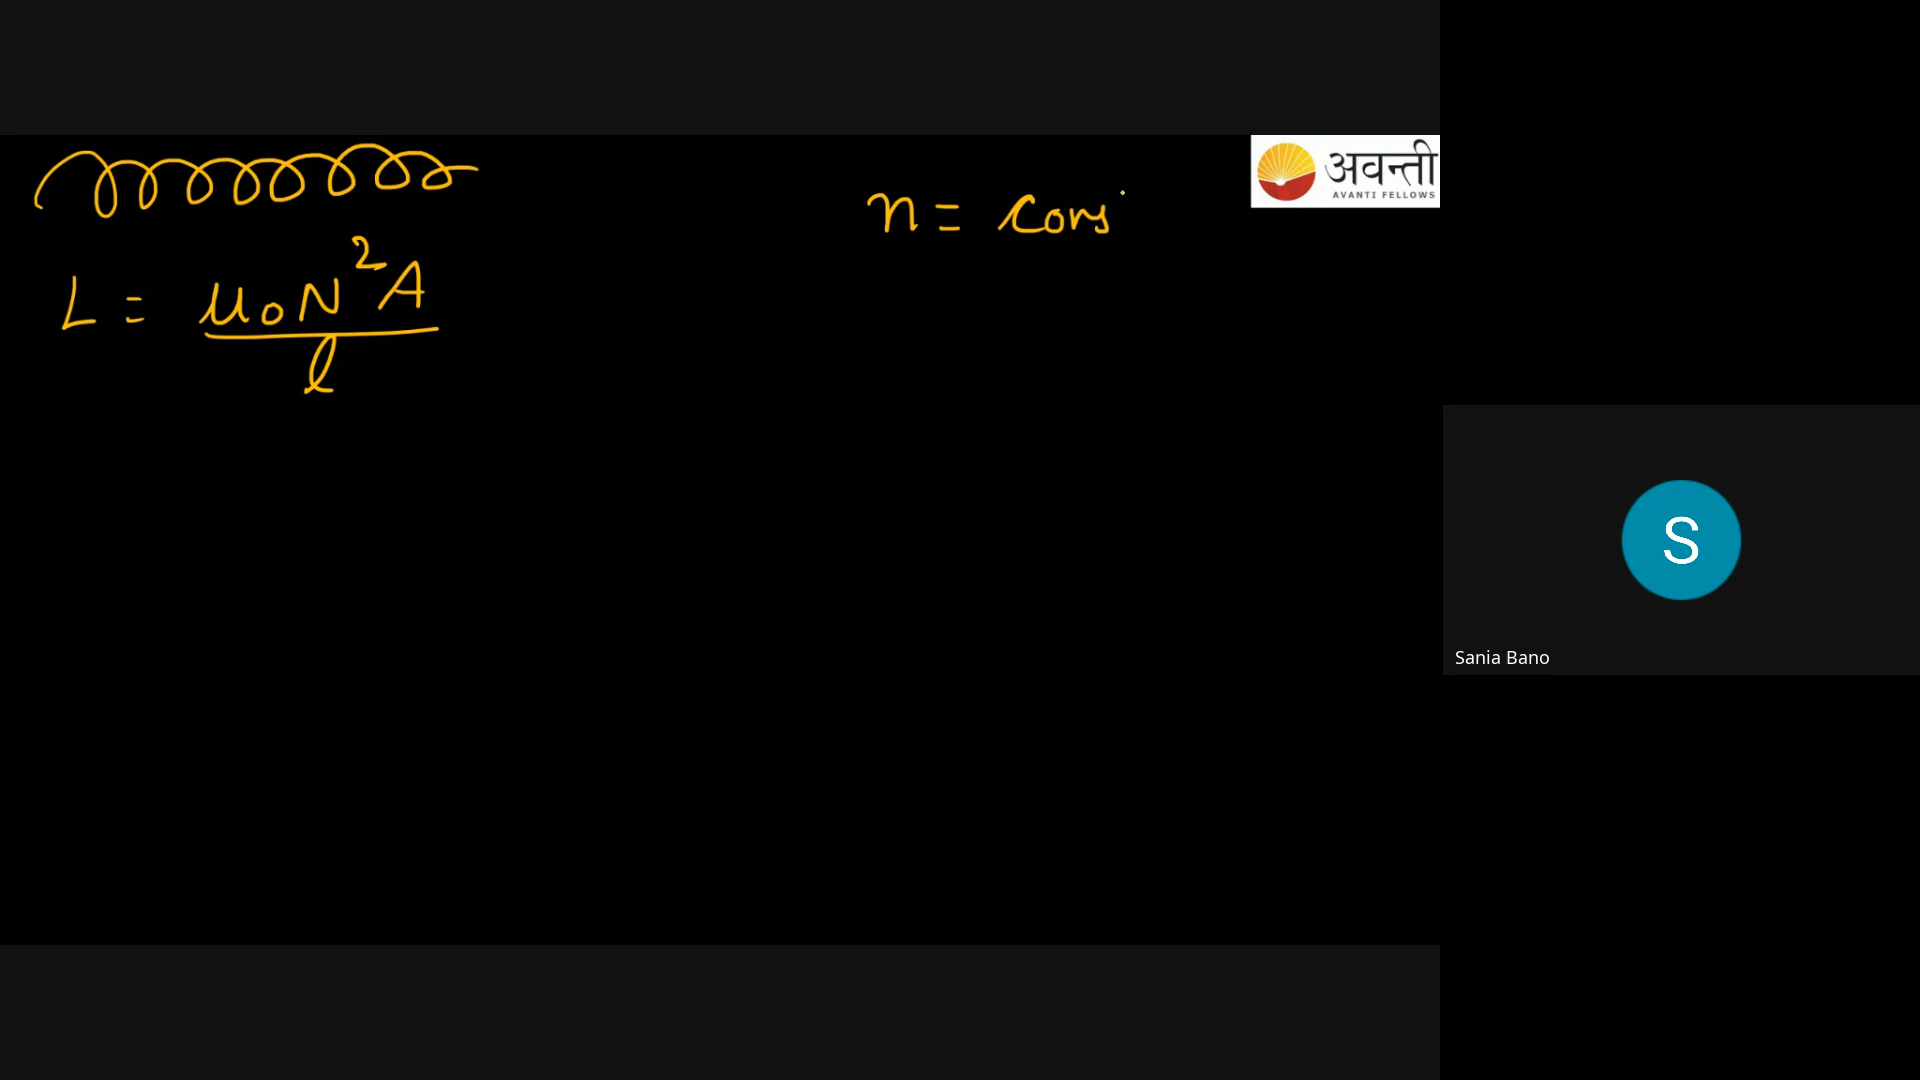 अवन्ती
AVANTI FELLOWS
n = cons
L = μ₀N²A / l
S
Sania Bano